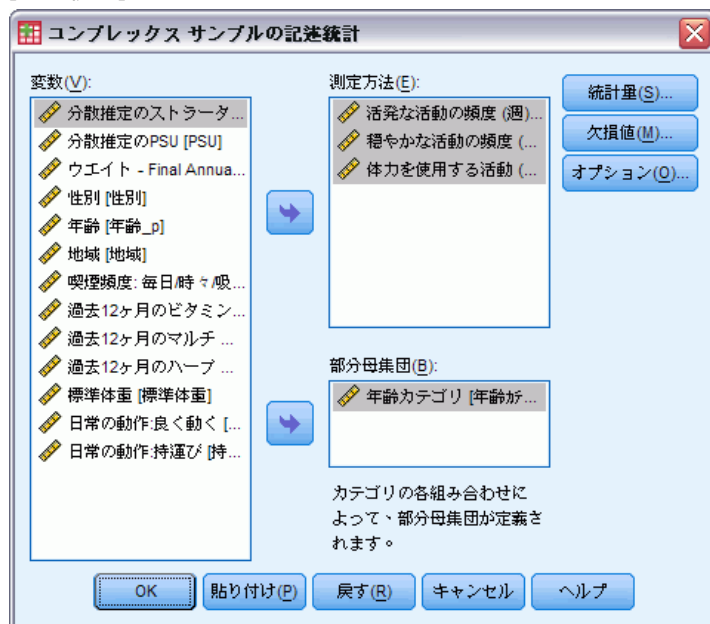 コンプレックス サンプルの記述統計
変数(V):
分散推定のストラータ...
分散推定のPSU [PSU]
ウエイト - Final Annua...
性別 [性別]
年齢 [年齢_p]
地域 [地域]
喫煙頻度: 毎日/時々/吸...
過去12ヶ月のビタミン...
過去12ヶ月のマルチ ...
過去12ヶ月のハーブ ...
標準体重 [標準体重]
日常の動作:良く動く [...
日常の動作:持運び [持...
測定方法(E):
活発な活動の頻度 (週)...
穏やかな活動の頻度 (...
体力を使用する活動 (...
部分母集団(B):
年齢カテゴリ [年齢ｶﾃ...
カテゴリの各組み合わせに
よって、部分母集団が定義さ
れます。
統計量(S)...
欠損値(M)...
オプション(O)...
OK
貼り付け(P)
戻す(R)
キャンセル
ヘルプ